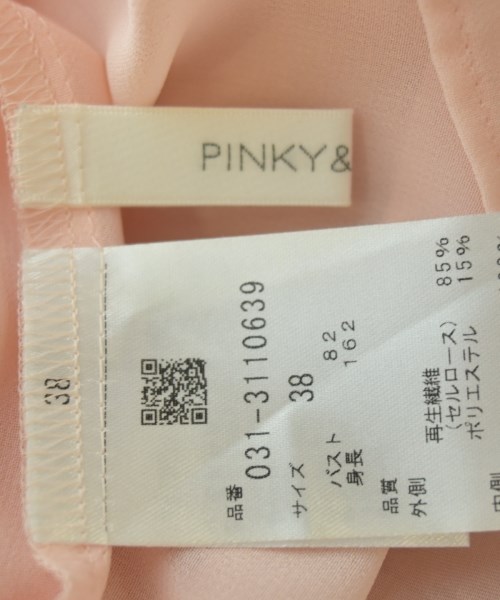 PINKY&
38
品番 031-3110639
サイズ 38
バスト 82
身長 162
品質
外側 再生繊維 85%
(セルロース)
ポリエステル 15%